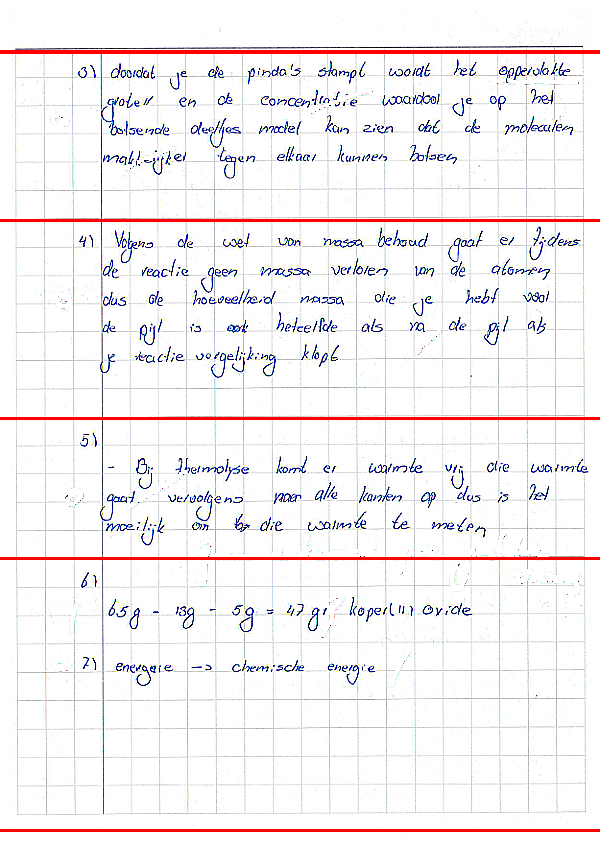 3) doordat je de pinda's stampt wordt het oppervlakte
groter en de concentratie waardoor je op het
botsende deeltjes model kan zien dat de moleculen
makkelijker tegen elkaar kunnen botsen
4) Volgens de wet van massa behoud gaat er tijdens
de reactie geen massa verloren van de atomen
dus de hoeveelheid massa die je hebt voor
de pijl is ook hetzelfde als na de pijl als
je reactie vergelijking klopt
5)
- Bij thermolyse komt er warmte vrij die warmte
gaat vervolgens naar alle kanten op dus is het
moeilijk om die warmte te meten
6)
65g - 13g - 5g = 47 gr koper(II) oxide
7) energie -> chemische energie